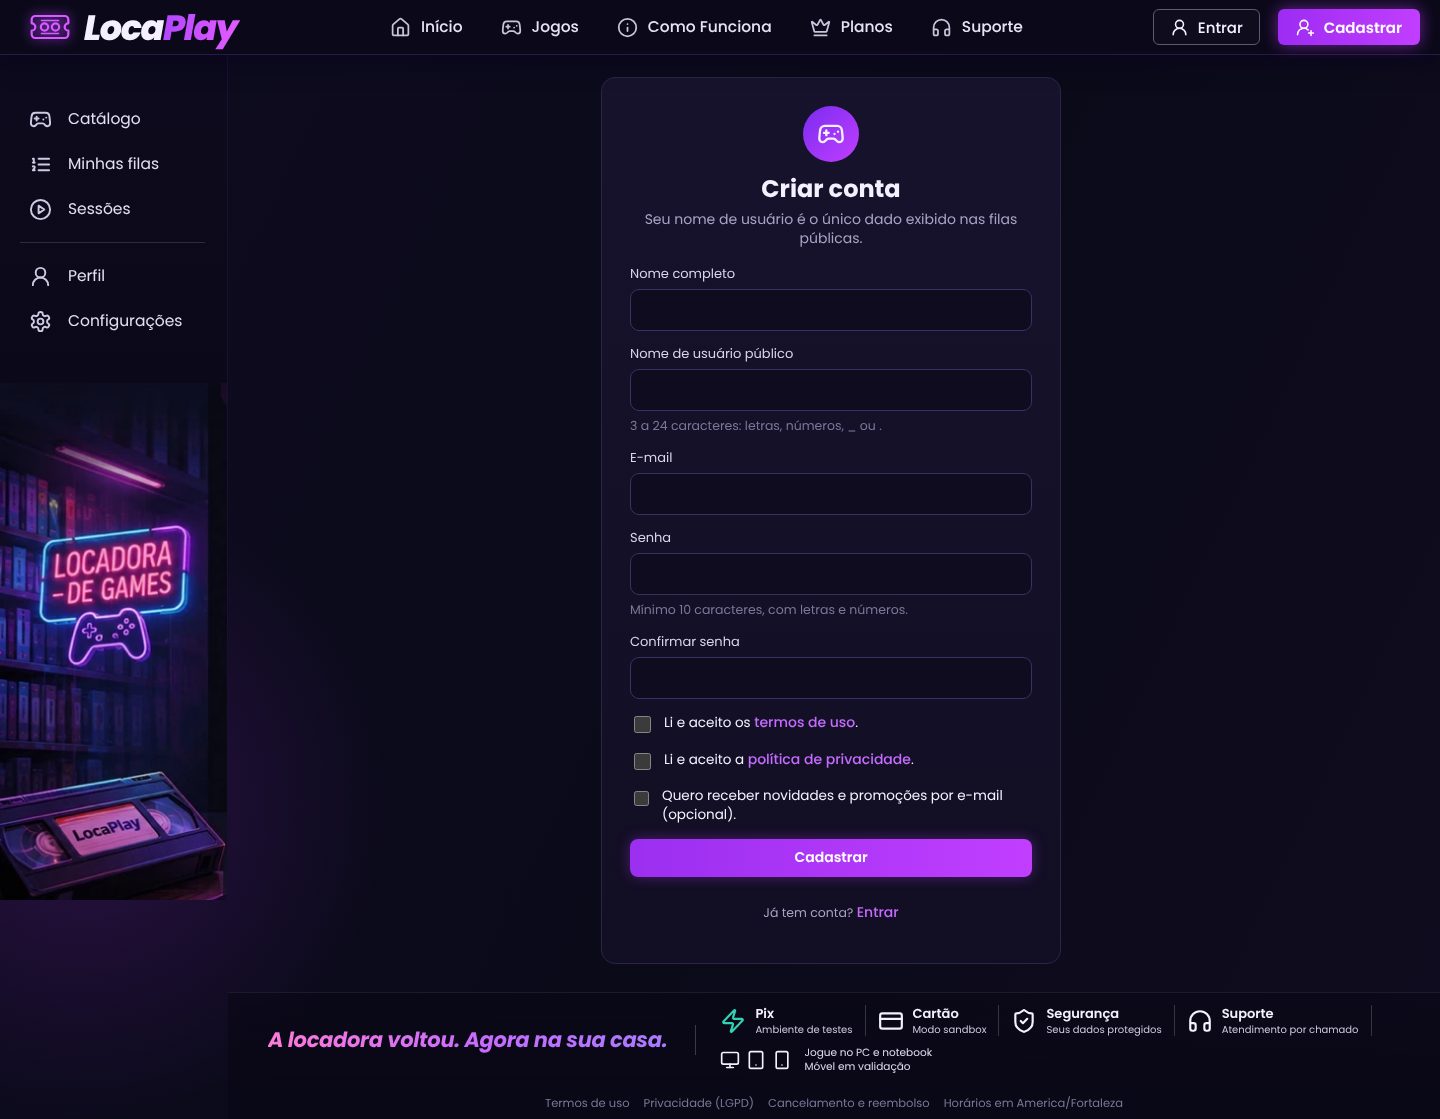 LocaPlay
Início
Jogos
Como Funciona
Planos
Suporte
Entrar
Cadastrar
Catálogo
Minhas filas
Sessões
Perfil
Configurações
LOCADORA
-DE GAMES
LocaPlay
Criar conta
Seu nome de usuário é o único dado exibido nas filas
públicas.
Nome completo
Nome de usuário público
3 a 24 caracteres: letras, números, _ ou .
E-mail
Senha
Mínimo 10 caracteres, com letras e números.
Confirmar senha
Li e aceito os termos de uso.
Li e aceito a política de privacidade.
Quero receber novidades e promoções por e-mail
(opcional).
Cadastrar
Já tem conta? Entrar
A locadora voltou. Agora na sua casa.
Pix
Ambiente de testes
Cartão
Modo sandbox
Segurança
Seus dados protegidos
Suporte
Atendimento por chamado
Jogue no PC e notebook
Móvel em validação
Termos de uso
Privacidade (LGPD)
Cancelamento e reembolso
Horários em America/Fortaleza